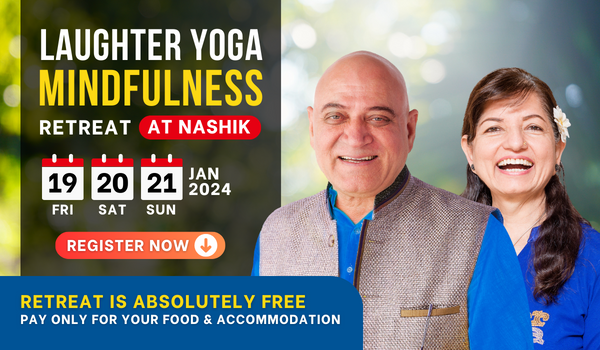 LAUGHTER YOGA
MINDFULNESS
RETREAT AT NASHIK
19 20 21 JAN 2024
FRI SAT SUN
REGISTER NOW
RETREAT IS ABSOLUTELY FREE
PAY ONLY FOR YOUR FOOD & ACCOMMODATION